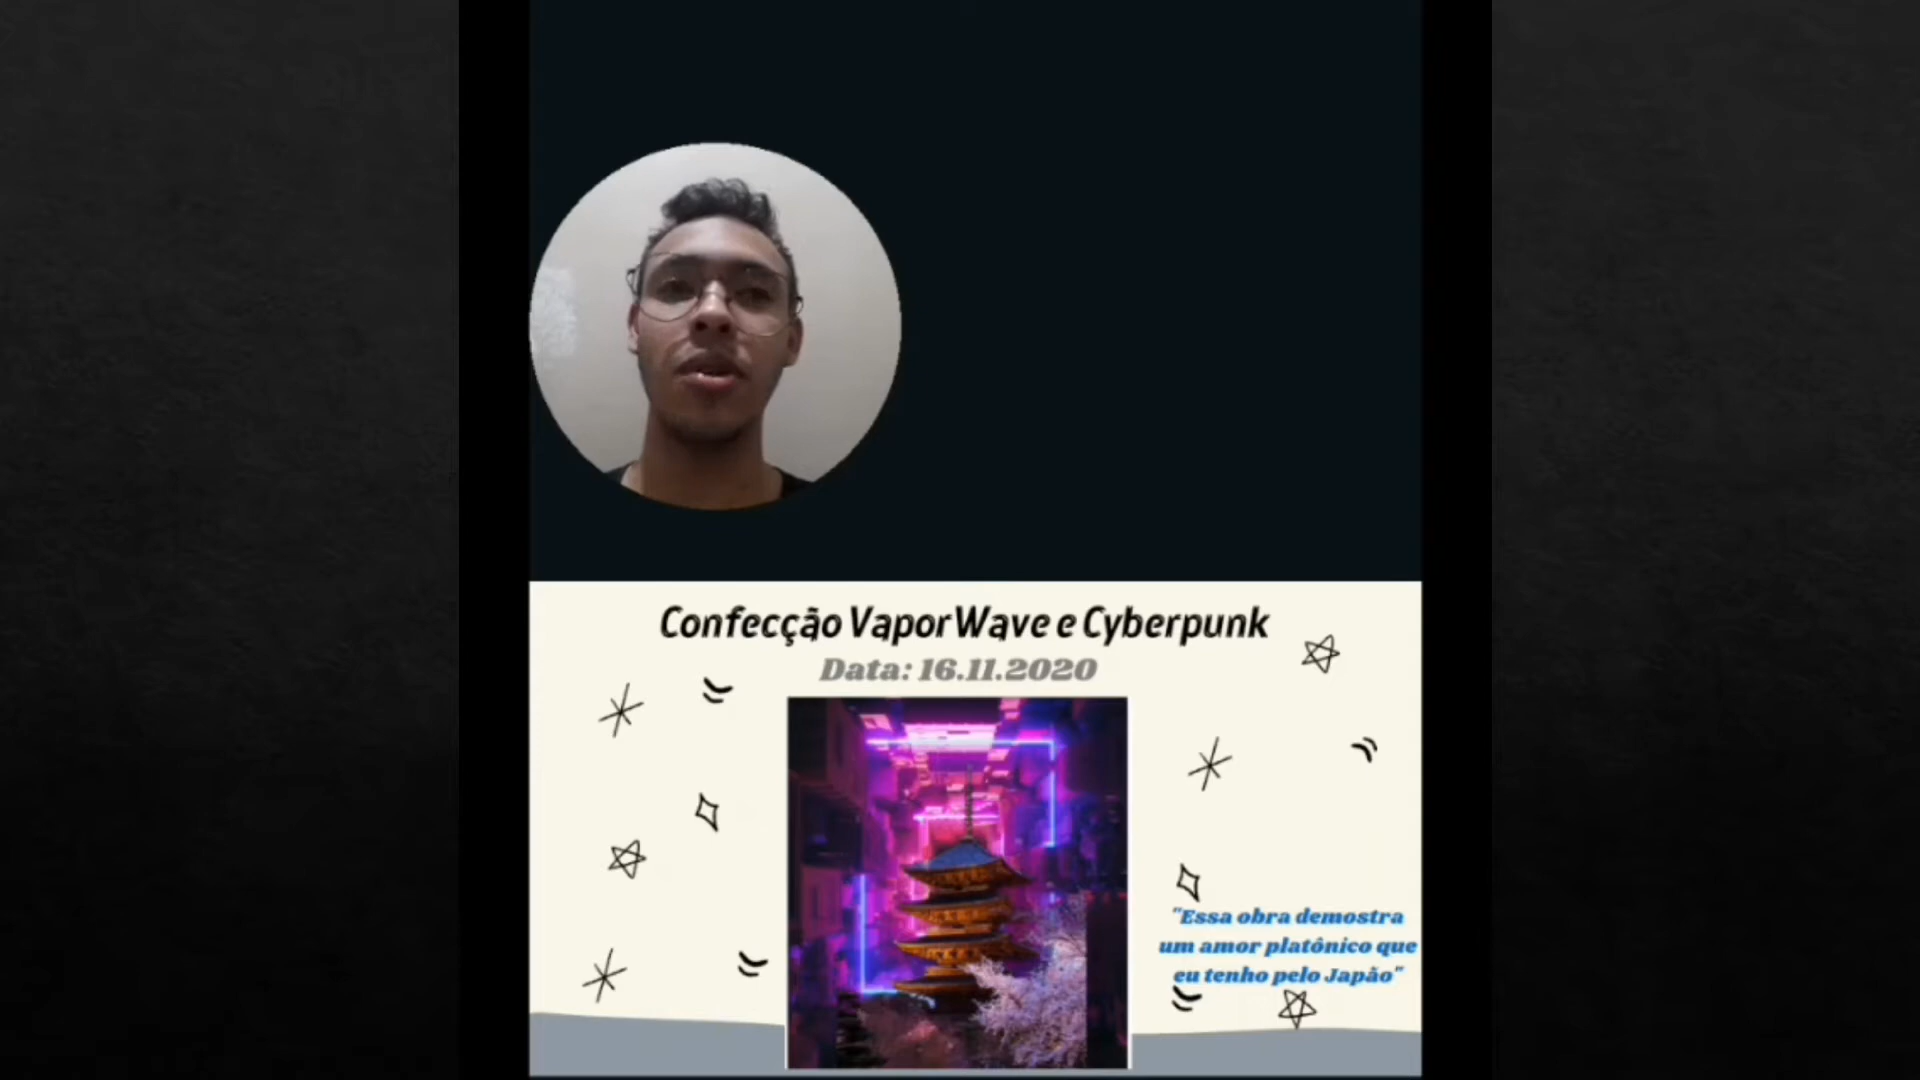 Confecção VaporWave e Cyberpunk
Data: 16.11.2020
"Essa obra demostra
um amor platônico que
eu tenho pelo Japão"